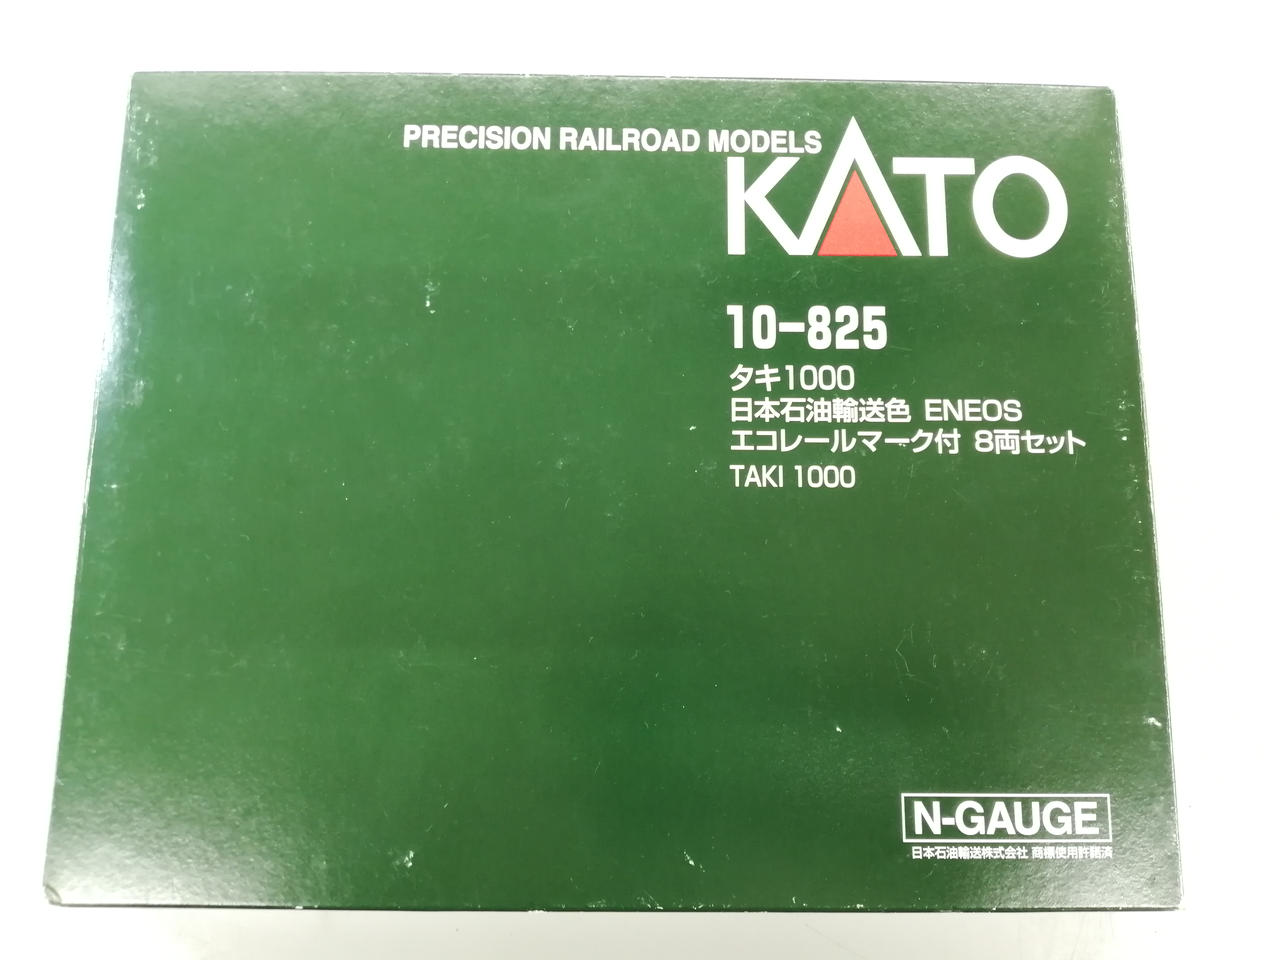 PRECISION RAILROAD MODELS
KATO
10-825
タキ1000
日本石油輸送色 ENEOS
エコレールマーク付 8両セット
TAKI 1000
N-GAUGE
日本石油輸送株式会社 商標使用許諾済